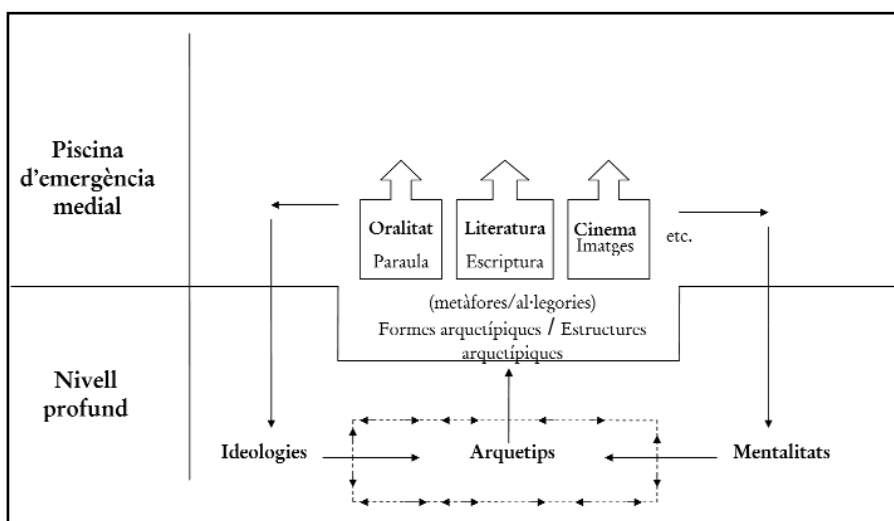 Piscina
d'emergència
medial
Oralitat
Paraula
Literatura
Escriptura
Cinema
Imatges
etc.
(metàfores/al·legories)
Formes arquetípiques / Estructures
arquetípiques
Nivell
profund
Ideologies
Arquetips
Mentalitats